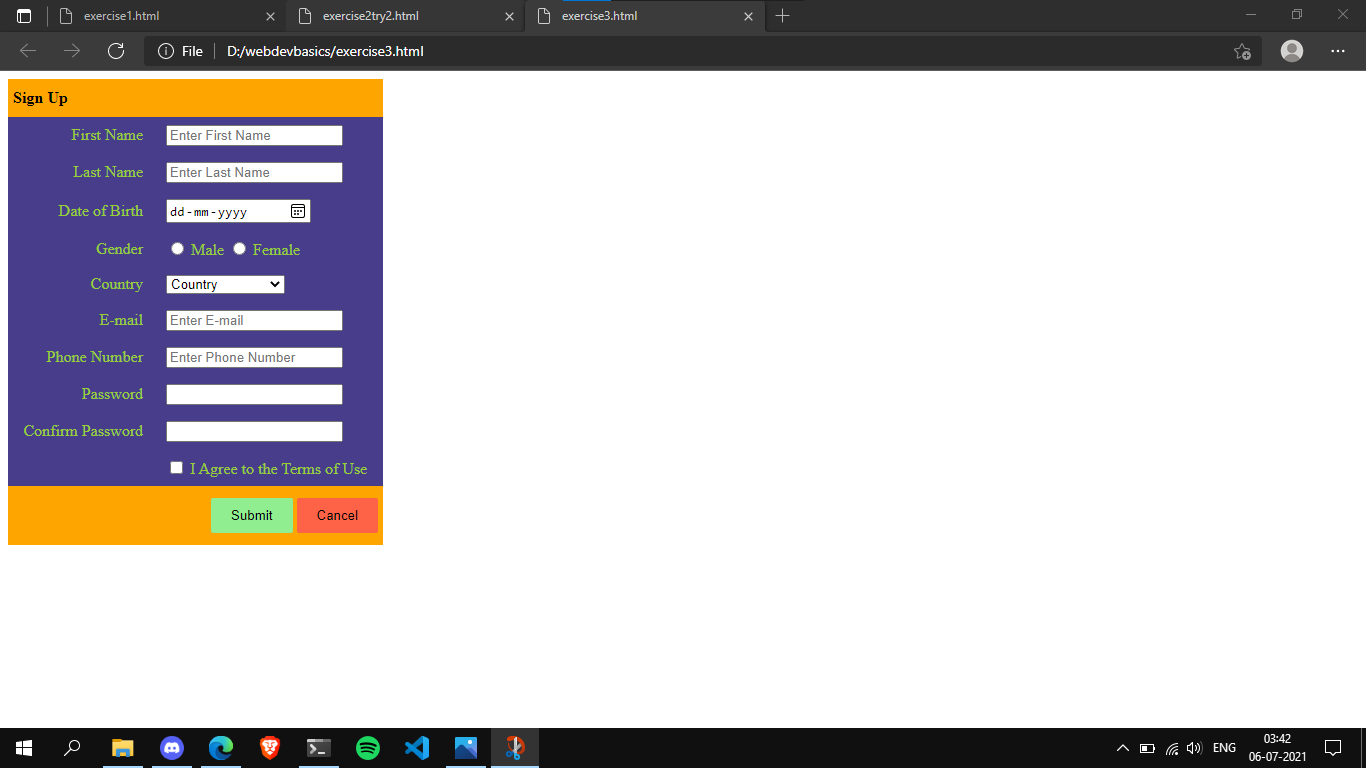 exercise1.html exercise2try2.html exercise3.html
File D:/webdevbasics/exercise3.html
Sign Up
First Name Enter First Name
Last Name Enter Last Name
Date of Birth dd-mm-yyyy
Gender Male Female
Country Country
E-mail Enter E-mail
Phone Number Enter Phone Number
Password
Confirm Password
I Agree to the Terms of Use
Submit Cancel
ENG 03:42
06-07-2021